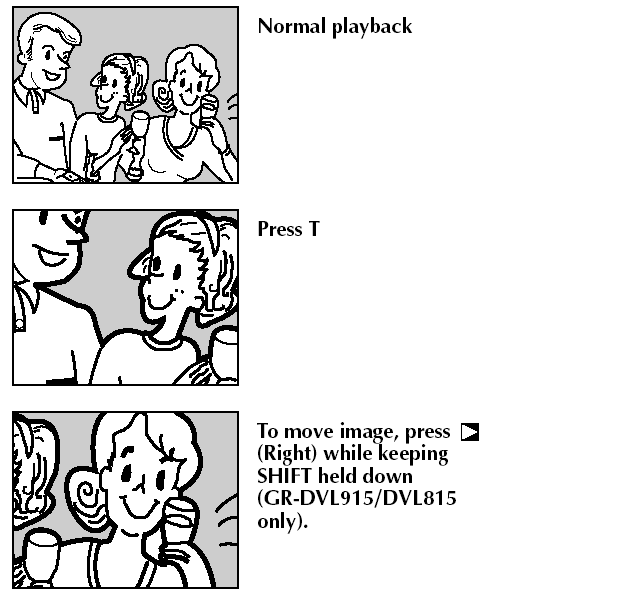 Normal playback
Press T
To move image, press ▶
(Right) while keeping
SHIFT held down
(GR-DVL915/DVL815
only).